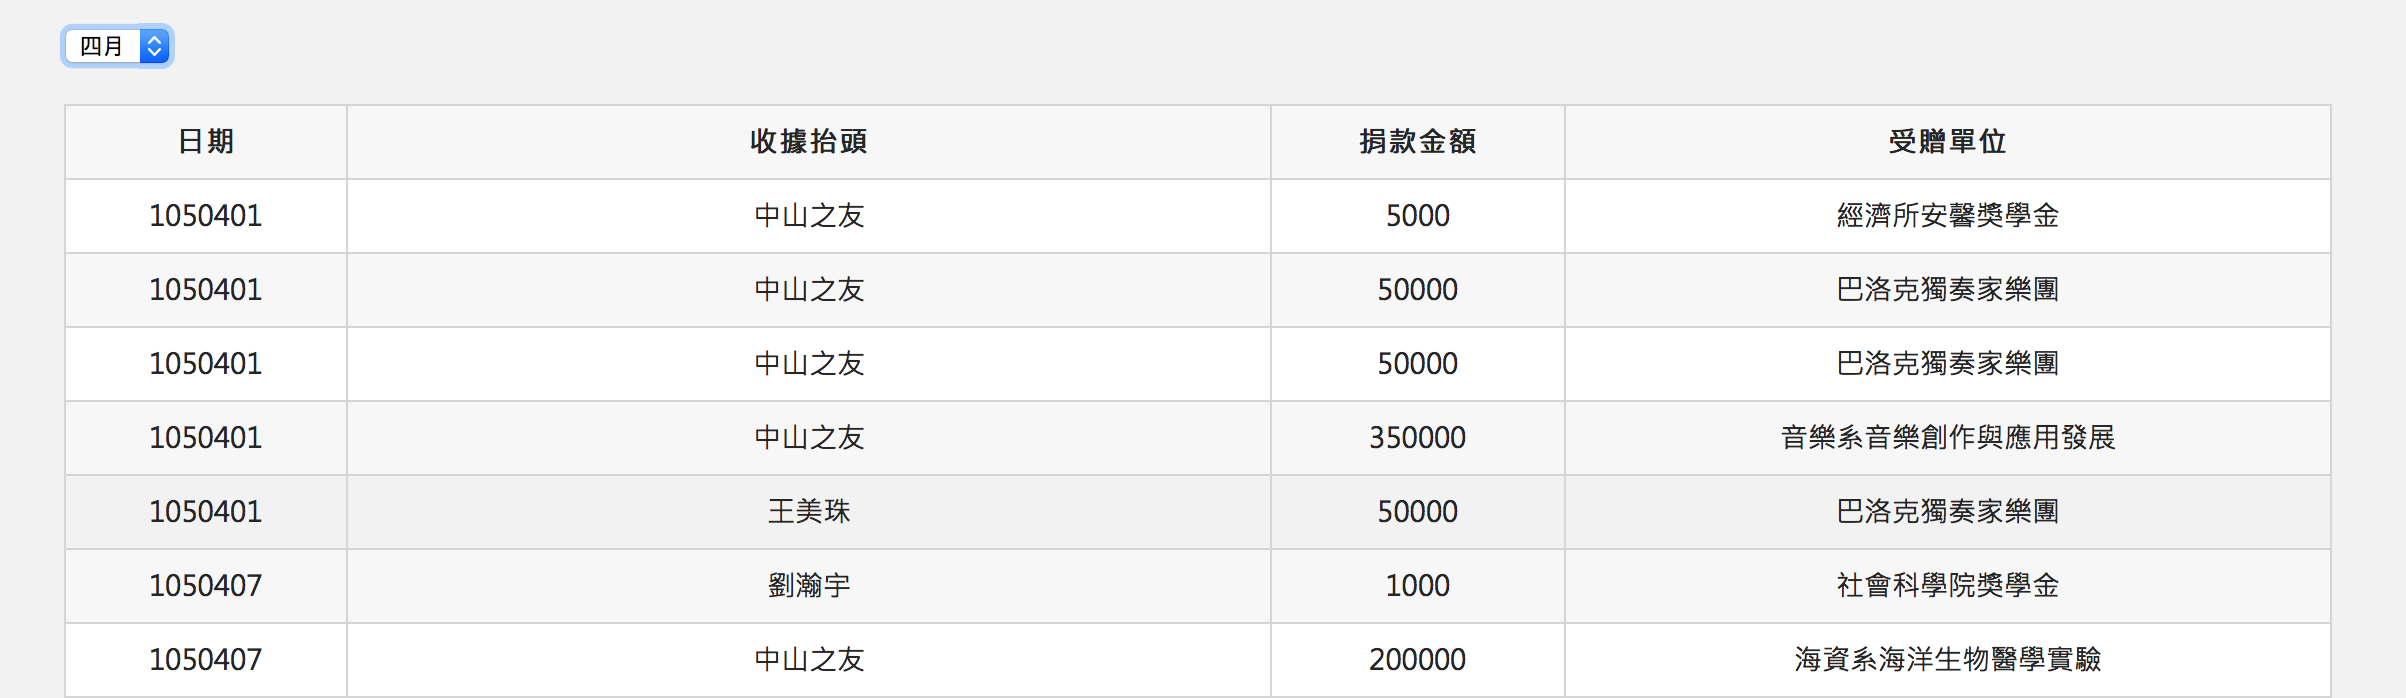 四月
日期 收據抬頭 捐款金額 受贈單位
1050401 中山之友 5000 經濟所安馨獎學金
1050401 中山之友 50000 巴洛克獨奏家樂團
1050401 中山之友 50000 巴洛克獨奏家樂團
1050401 中山之友 350000 音樂系音樂創作與應用發展
1050401 王美珠 50000 巴洛克獨奏家樂團
1050407 劉瀚宇 1000 社會科學院獎學金
1050407 中山之友 200000 海資系海洋生物醫學實驗